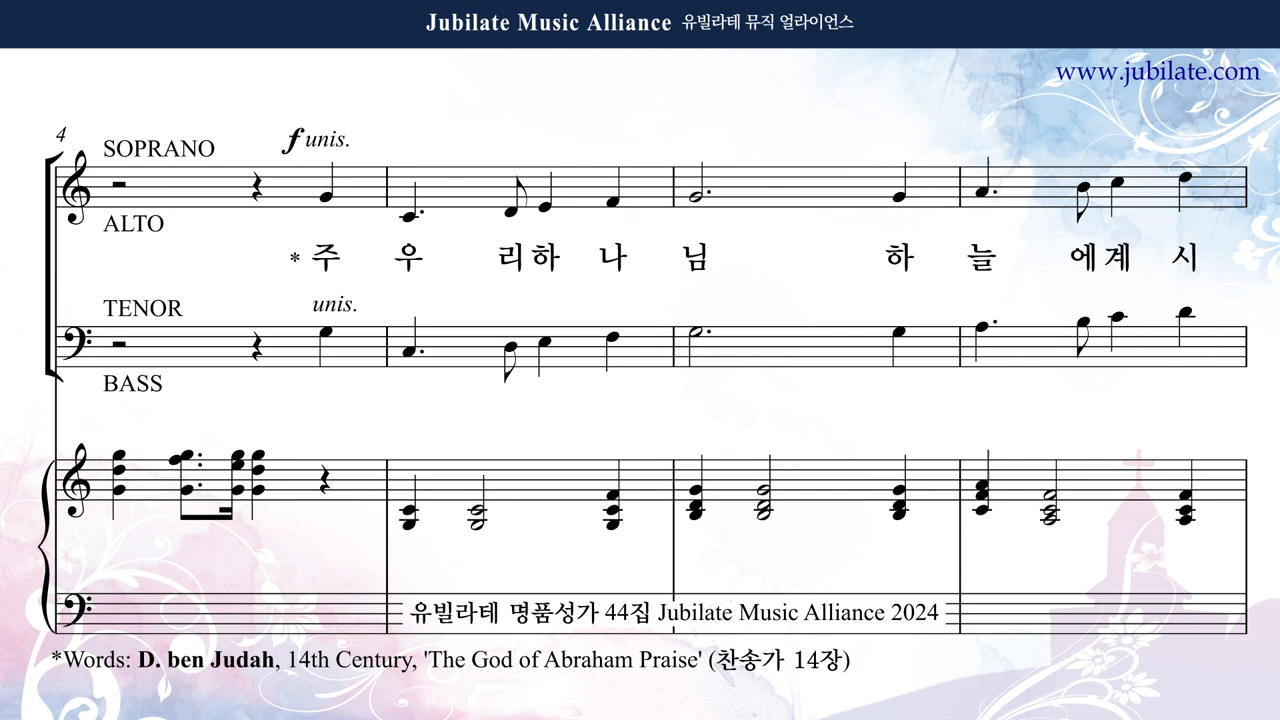 Jubilate Music Alliance 유빌라테 뮤직 얼라이언스
www.jubilate.com
4
SOPRANO
f unis.
ALTO
* 주 우 리 하 나 님 하 늘 에 계 시
TENOR
unis.
BASS
유빌라테 명품성가 44집 Jubilate Music Alliance 2024
*Words: D. ben Judah, 14th Century, 'The God of Abraham Praise' (찬송가 14장)